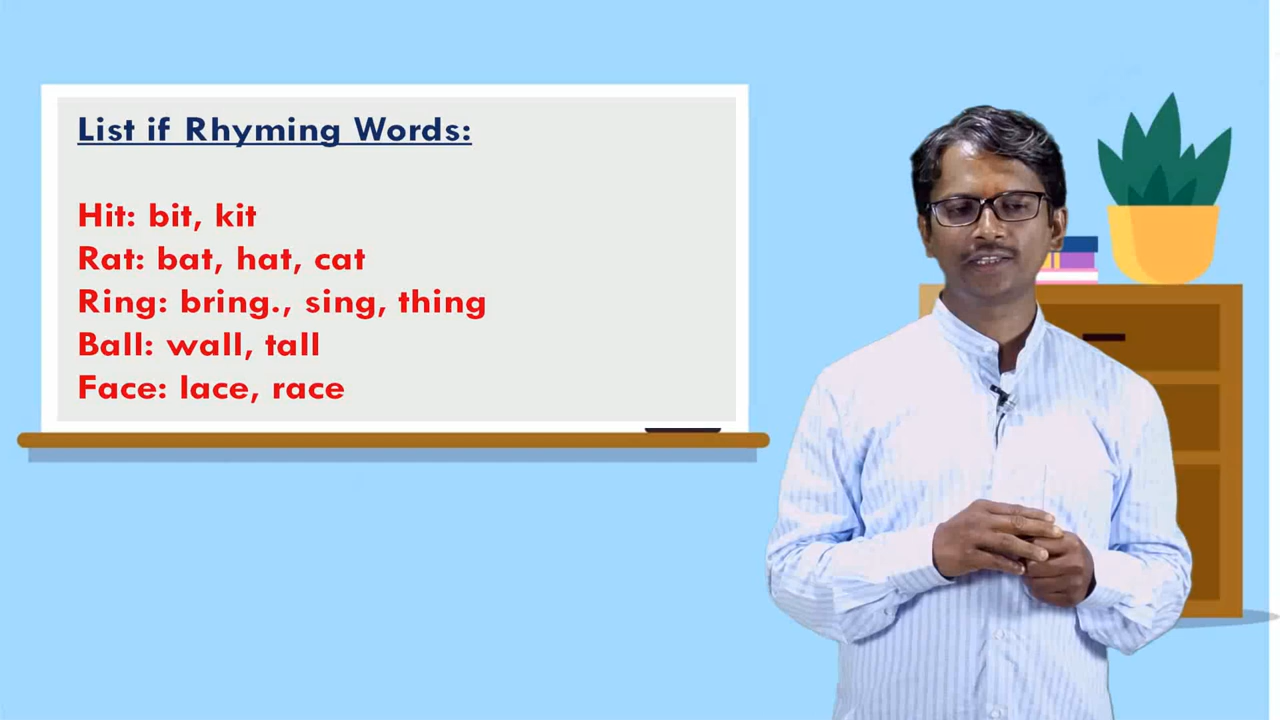 List if Rhyming Words:
Hit: bit, kit
Rat: bat, hat, cat
Ring: bring., sing, thing
Ball: wall, tall
Face: lace, race